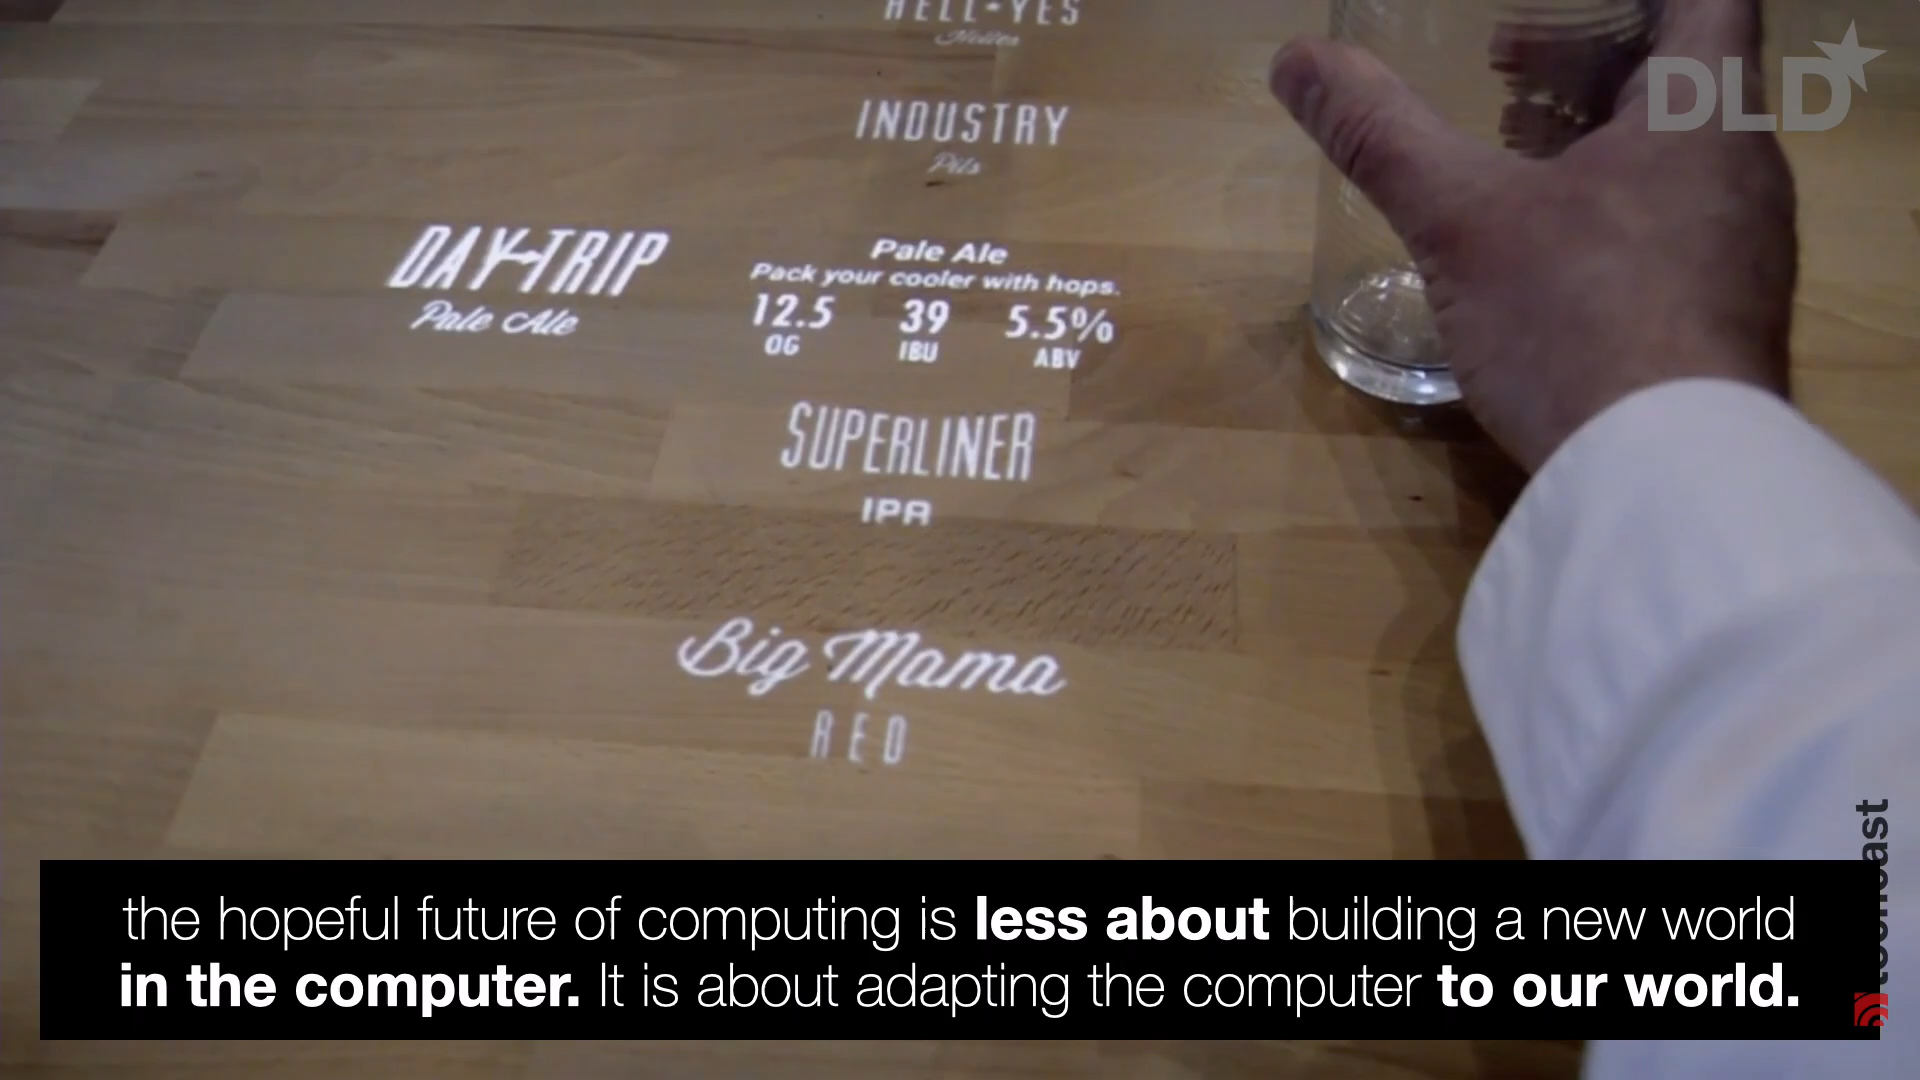 HELL-YES
Helles
INDUSTRY
Pils
DAY-TRIP
Pale Ale
Pale Ale
Pack your cooler with hops.
12.5 39 5.5%
OG IBU ABV
SUPERLINER
IPA
Big Mama
RED
DLD
the hopeful future of computing is less about building a new world
in the computer. It is about adapting the computer to our world.